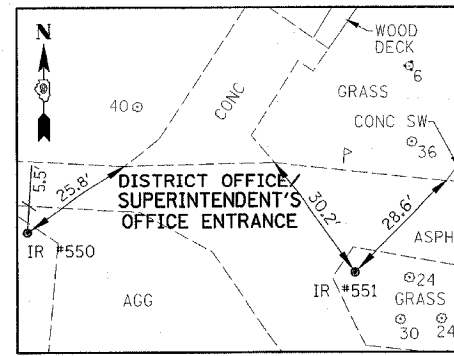 N
WOOD
DECK
6
GRASS
40
CONC
CONC SW
36
5.5'
25.8'
DISTRICT OFFICE/
SUPERINTENDENT'S
OFFICE ENTRANCE
30.2'
28.6'
IR #550
ASPH
AGG
IR #551
24
GRASS
30
24